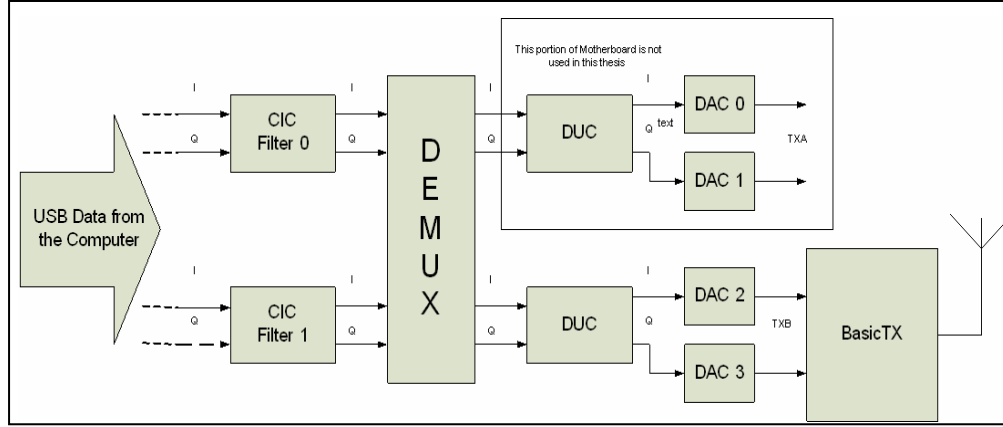 This portion of Motherboard is not
used in this thesis
I
I
I
I
CIC
Filter 0
DUC
DAC 0
Q
Q
Q
Q
text
TXA
DAC 1
D
E
M
U
X
USB Data from
the Computer
I
I
I
I
CIC
Filter 1
DUC
DAC 2
Q
Q
Q
Q
TXB
DAC 3
BasicTX